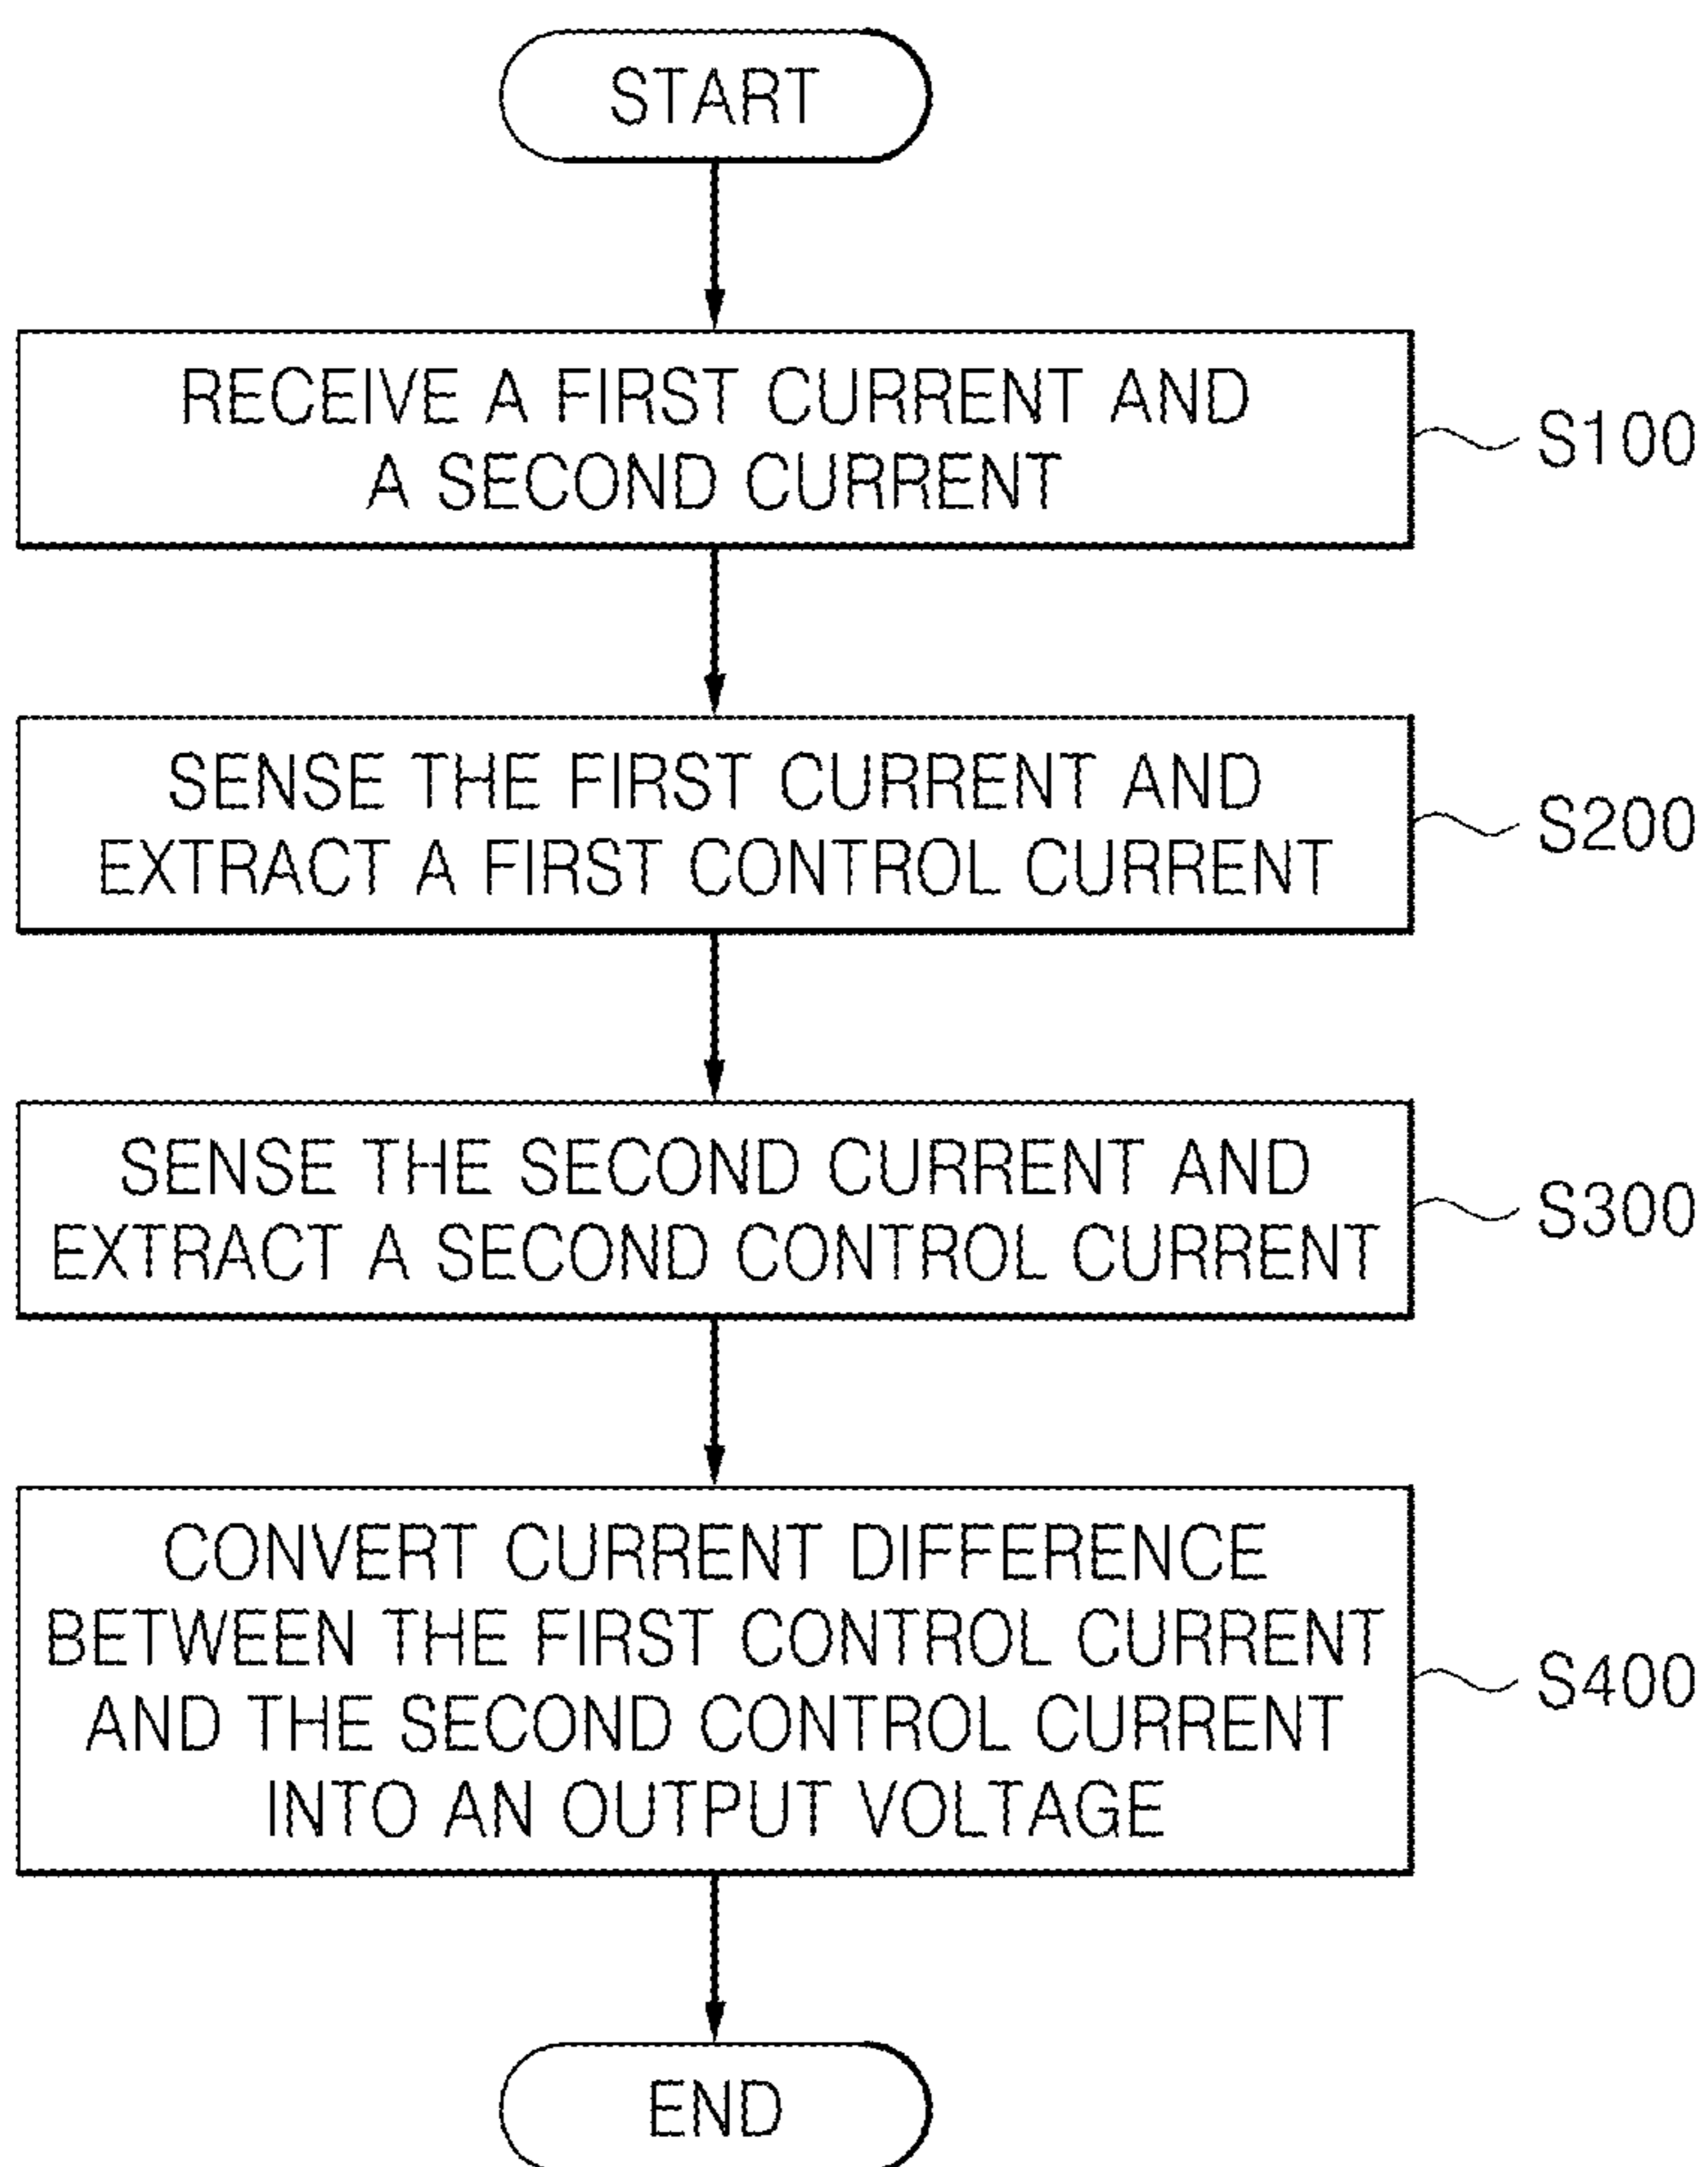 START
RECEIVE A FIRST CURRENT AND
A SECOND CURRENT
S100
SENSE THE FIRST CURRENT AND
EXTRACT A FIRST CONTROL CURRENT
S200
SENSE THE SECOND CURRENT AND
EXTRACT A SECOND CONTROL CURRENT
S300
CONVERT CURRENT DIFFERENCE
BETWEEN THE FIRST CONTROL CURRENT
AND THE SECOND CONTROL CURRENT
INTO AN OUTPUT VOLTAGE
S400
END